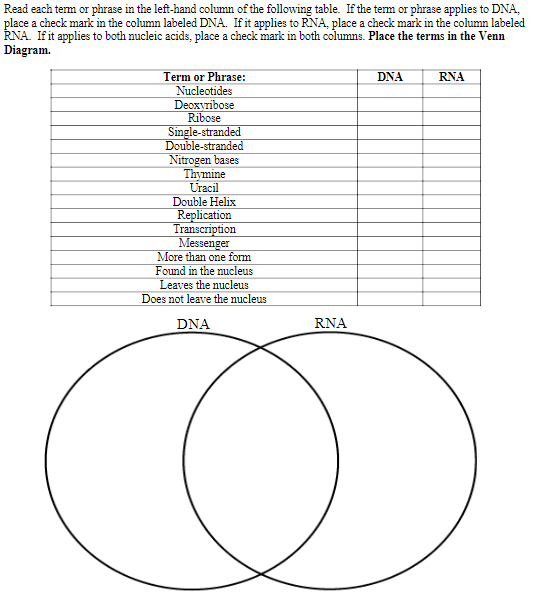 Read each term or phrase in the left-hand column of the following table. If the term or phrase applies to DNA,
place a check mark in the column labeled DNA. If it applies to RNA, place a check mark in the column labeled
RNA. If it applies to both nucleic acids, place a check mark in both columns. Place the terms in the Venn
Diagram.
Term or Phrase: DNA RNA
Nucleotides
Deoxyribose
Ribose
Single-stranded
Double-stranded
Nitrogen bases
Thymine
Uracil
Double Helix
Replication
Transcription
Messenger
More than one form
Found in the nucleus
Leaves the nucleus
Does not leave the nucleus
DNA RNA